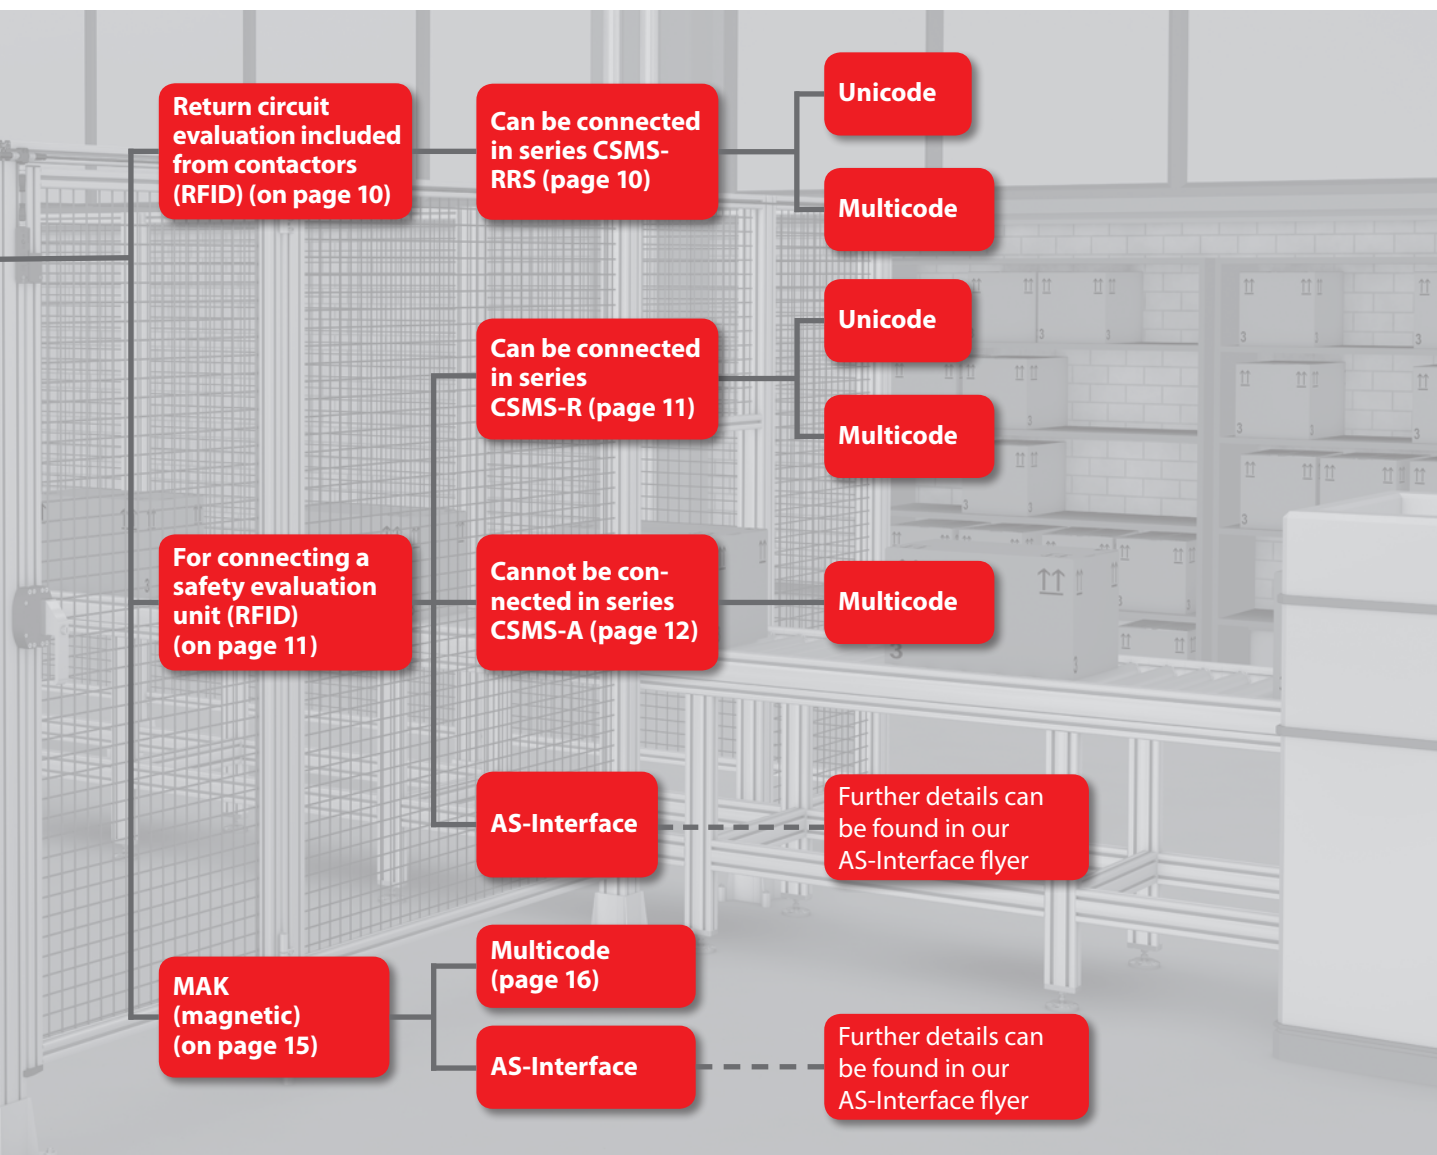 Return circuit
evaluation included
from contactors
(RFID) (on page 10)
Can be connected
in series CSMS-
RRS (page 10)
Unicode
Multicode
Can be connected
in series
CSMS-R (page 11)
Unicode
Multicode
For connecting a
safety evaluation
unit (RFID)
(on page 11)
Cannot be con-
nected in series
CSMS-A (page 12)
Multicode
AS-Interface
Further details can
be found in our
AS-Interface flyer
MAK
(magnetic)
(on page 15)
Multicode
(page 16)
AS-Interface
Further details can
be found in our
AS-Interface flyer